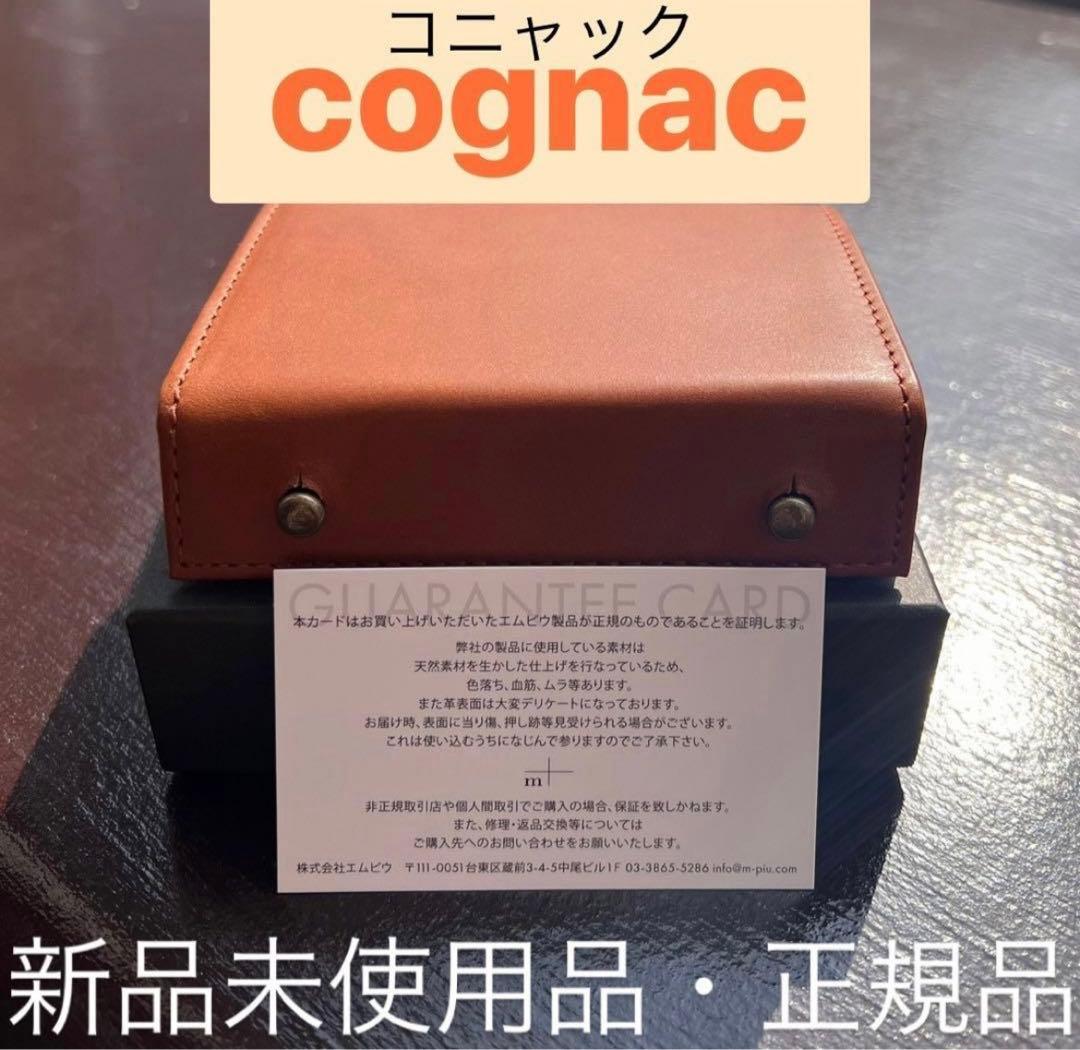 コニャック
cognac
GUARANTEE CARD
本カードはお買い上げいただいたエムピウ製品が正規のものであることを証明します。
弊社の製品に使用している素材は
天然素材を生かした仕上げを行なっているため、
色落ち、血筋、ムラ等あります。
また革表面は大変デリケートになっております。
お届け時、表面に当り傷、押し跡等見受けられる場合がございます。
これは使い込むうちになじんで参りますのでご了承下さい。
m+
非正規取引店や個人間取引でご購入の場合、保証を致しかねます。
また、修理・返品交換等については
ご購入先へのお問い合わせをお願いいたします。
株式会社エムピウ 〒111-0051台東区蔵前3-4-5中尾ビル1F 03-3865-5286 info@m-piu.com
新品未使用品・正規品